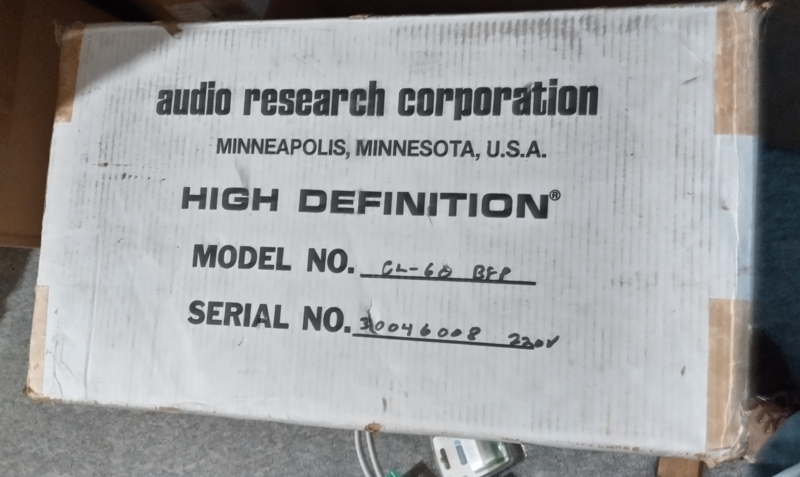 audio research corporation
MINNEAPOLIS, MINNESOTA, U.S.A.
HIGH DEFINITION®
MODEL NO. CL-60 BFP
SERIAL NO. 30046008 220V